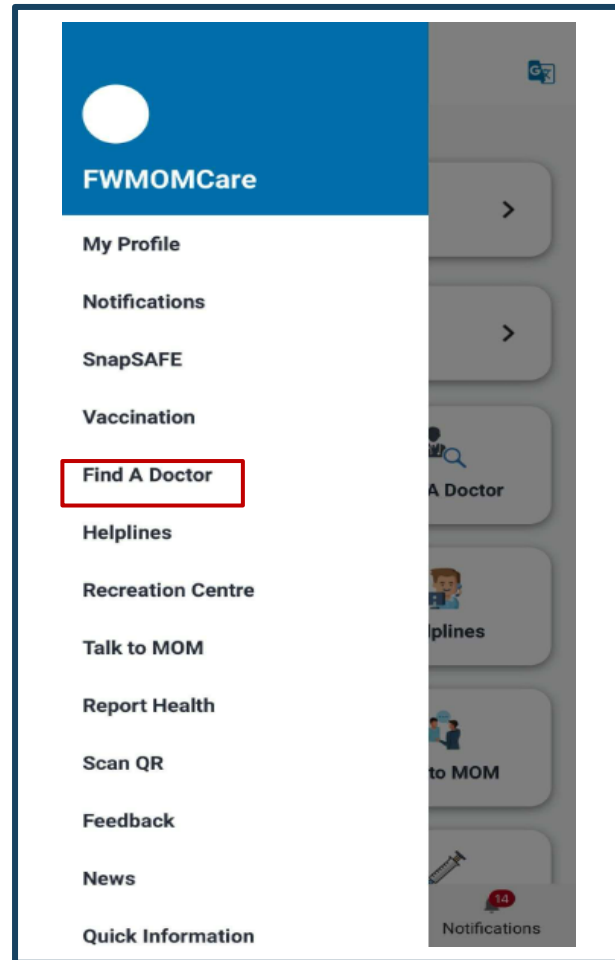 FWMOMCare
My Profile
Notifications
SnapSAFE
Vaccination
Find A Doctor
Helplines
Recreation Centre
Talk to MOM
Report Health
Scan QR
Feedback
News
Quick Information
A Doctor
lplines
to MOM
14
Notifications